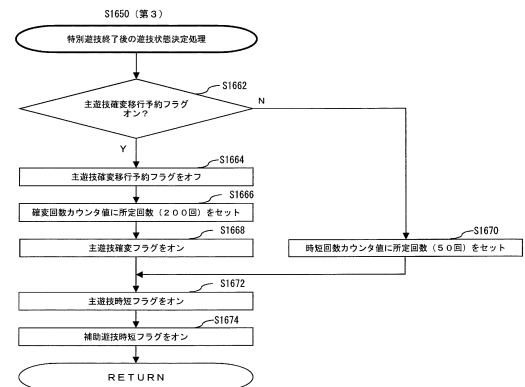 S1650（第３）
特別遊技終了後の遊技状態決定処理
S1662
主遊技確変移行予約フラグ
オン？
N
Y
S1664
主遊技確変移行予約フラグをオフ
S1666
確変回数カウンタ値に所定回数（２００回）をセット
S1668
主遊技確変フラグをオン
S1670
時短回数カウンタ値に所定回数（５０回）をセット
S1672
主遊技時短フラグをオン
S1674
補助遊技時短フラグをオン
ＲＥＴＵＲＮ